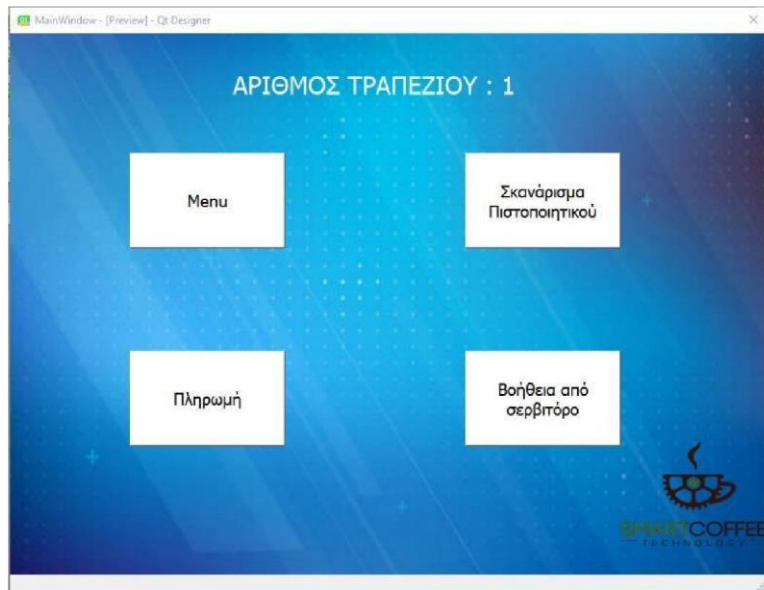 MainWindow - [Preview] - Qt Designer
ΑΡΙΘΜΟΣ ΤΡΑΠΕΖΙΟΥ : 1
Menu
Σκανάρισμα
Πιστοποιητικού
Πληρωμή
Βοήθεια από
σερβιτόρο
SMARTCOFFEE
TECHNOLOGY